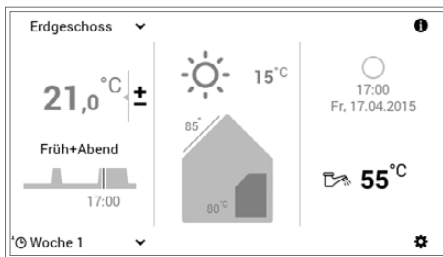 Erdgeschoss
21,0 °C ±
Früh+Abend
17:00
Woche 1
15°C
85°
80°C
17:00
Fr, 17.04.2015
55°C